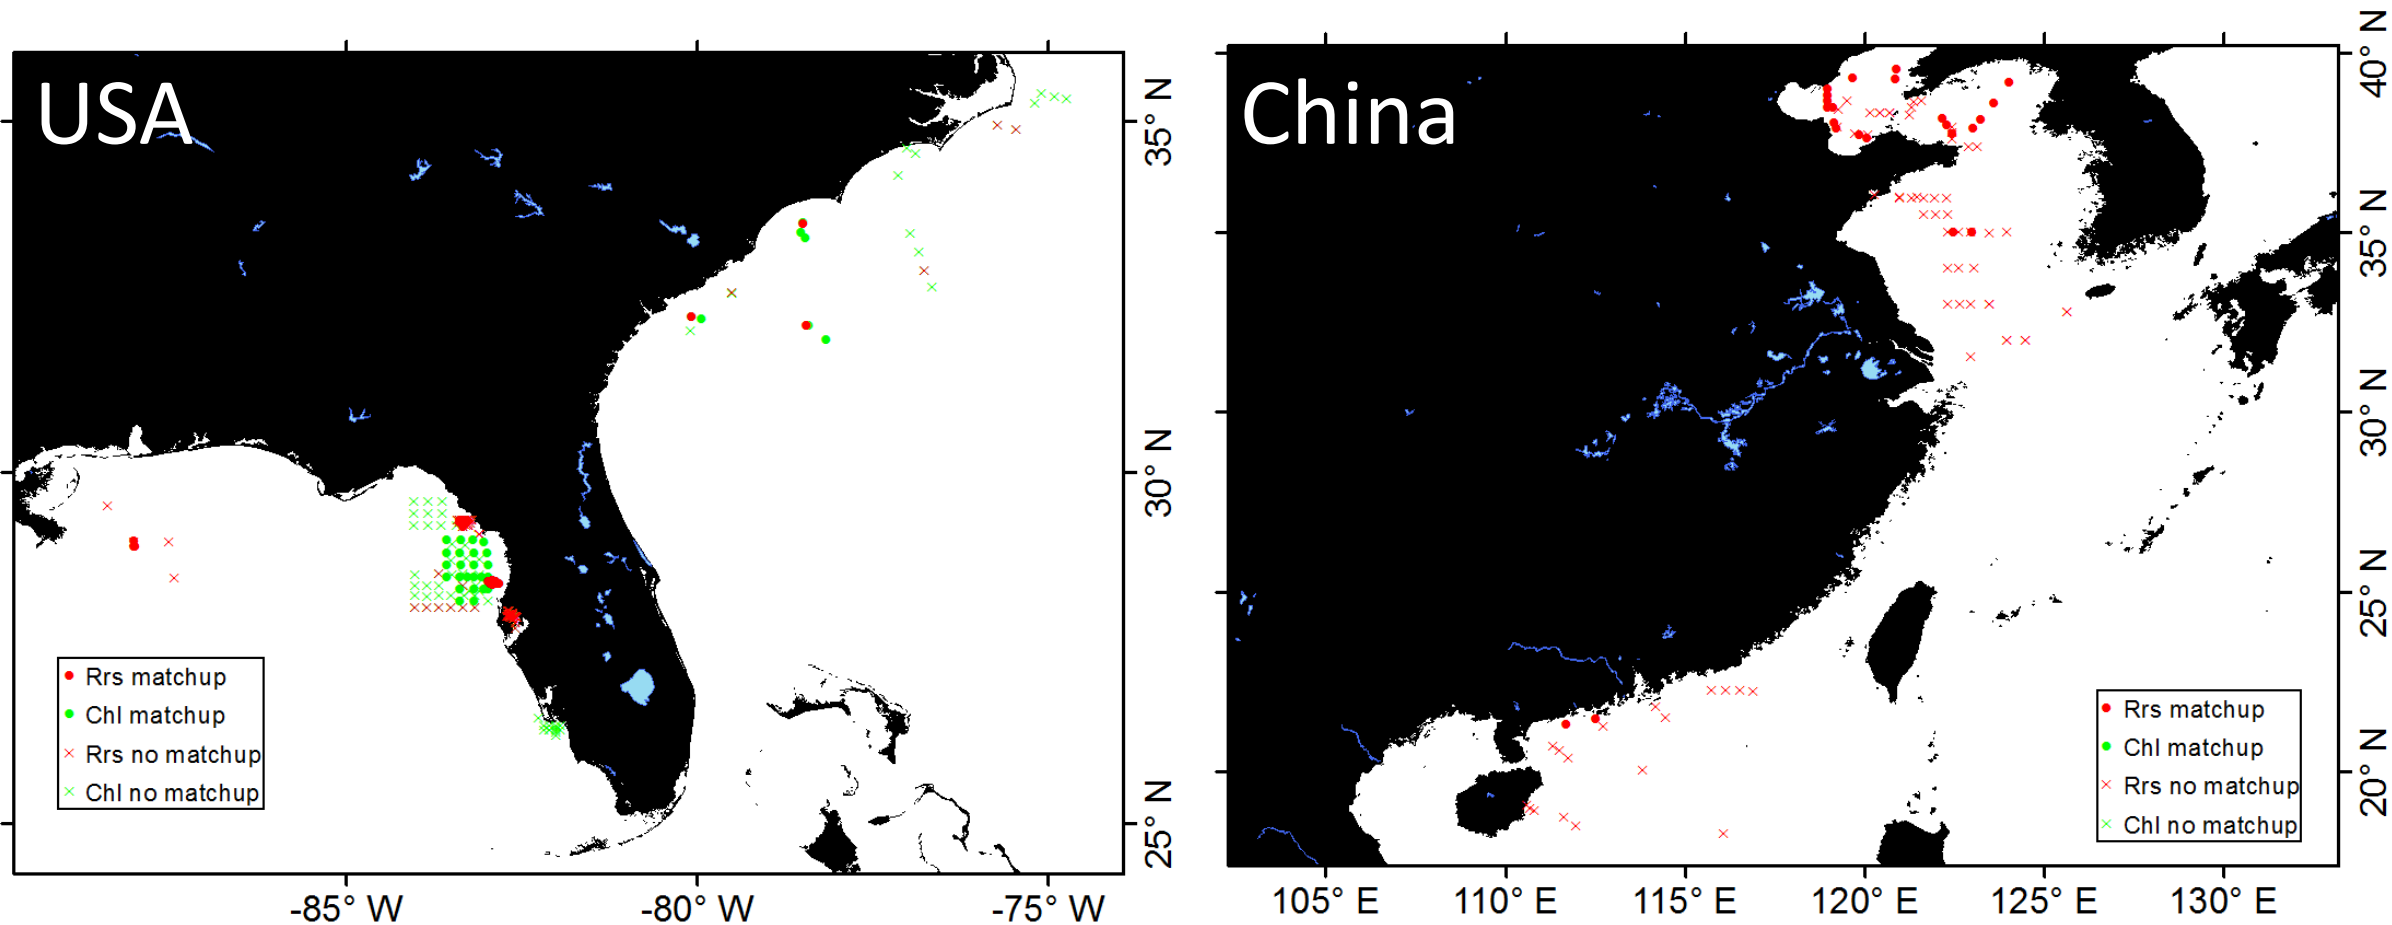 USA
35° N
30° N
25° N
-85° W
-80° W
-75° W
Rrs matchup
Chl matchup
Rrs no matchup
Chl no matchup
China
40° N
35° N
30° N
25° N
20° N
105° E
110° E
115° E
120° E
125° E
130° E
Rrs matchup
Chl matchup
Rrs no matchup
Chl no matchup